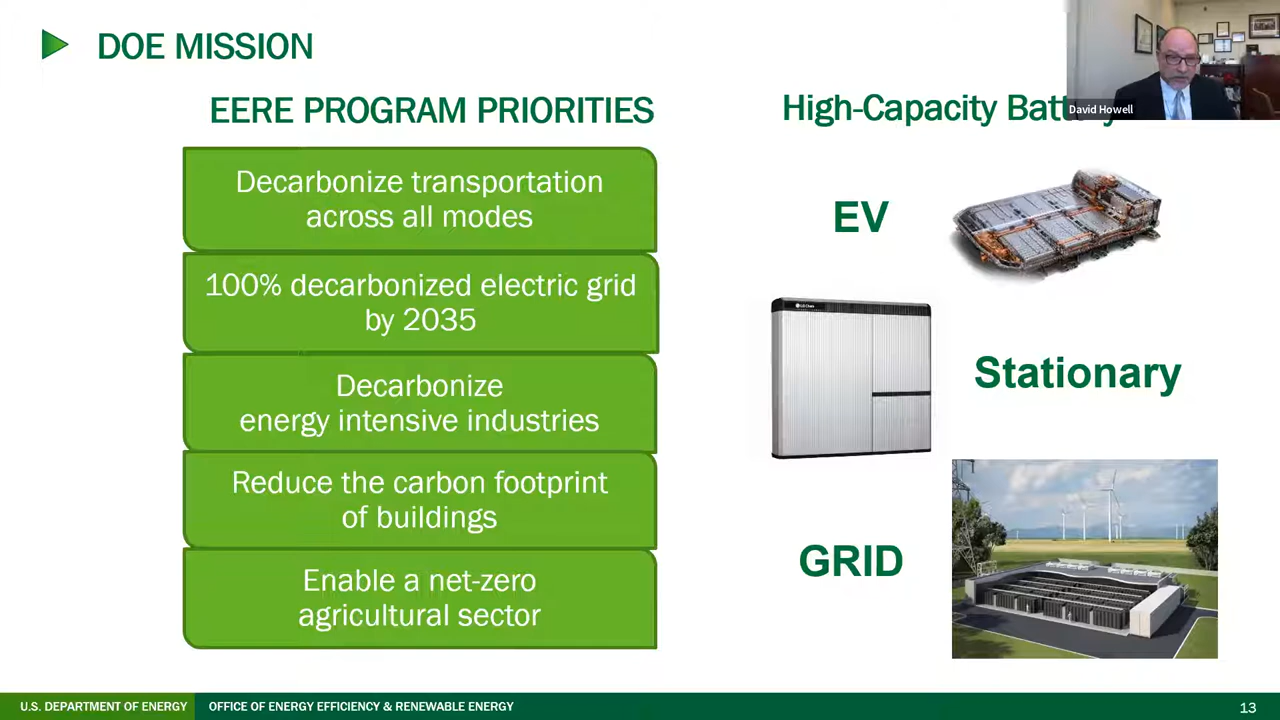 DOE MISSION
EERE PROGRAM PRIORITIES
Decarbonize transportation
across all modes
100% decarbonized electric grid
by 2035
Decarbonize
energy intensive industries
Reduce the carbon footprint
of buildings
Enable a net-zero
agricultural sector
High-Capacity
David Howell
EV
LG Chem
Stationary
GRID
U.S. DEPARTMENT OF ENERGY
OFFICE OF ENERGY EFFICIENCY & RENEWABLE ENERGY
13